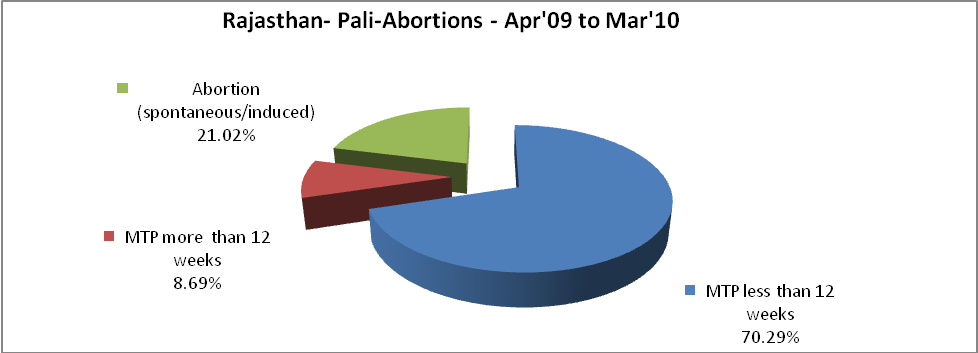 Rajasthan- Pali-Abortions - Apr'09 to Mar'10
Abortion
(spontaneous/induced)
21.02%
MTP more than 12
weeks
8.69%
MTP less than 12
weeks
70.29%